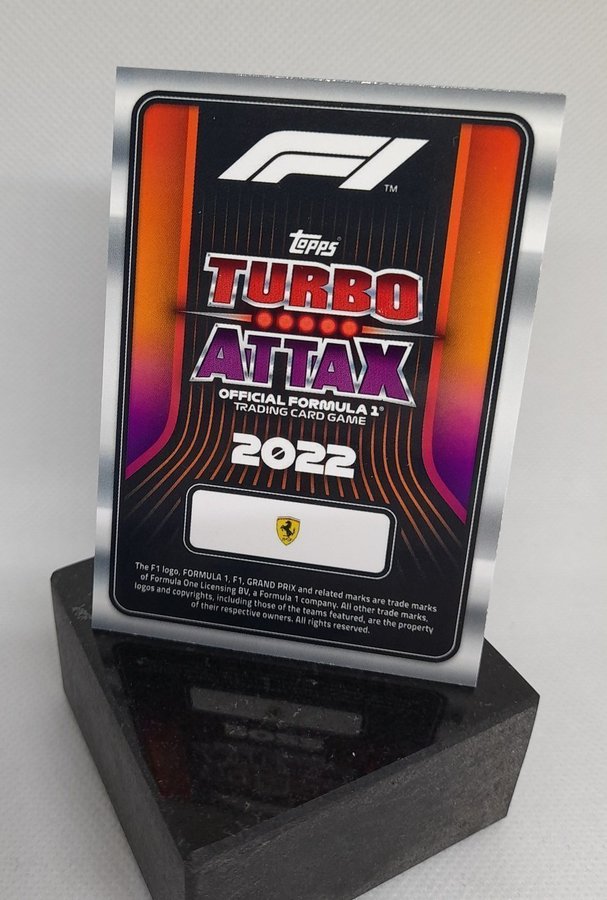 F1
TM
Topps
TURBO
ATTAX
OFFICIAL FORMULA 1®
TRADING CARD GAME
2022
The F1 logo, FORMULA 1, F1, GRAND PRIX and related marks are trade marks
of Formula One Licensing BV, a Formula 1 company. All other trade marks,
logos and copyrights, including those of the teams featured, are the property
of their respective owners. All rights reserved.